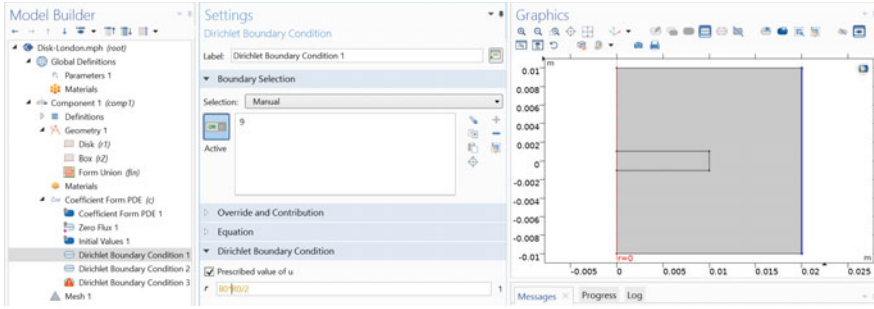 Model Builder
Disk-London.mph (root)
Global Definitions
Parameters 1
Materials
Component 1 (comp1)
Definitions
Geometry 1
Disk (r1)
Box (r2)
Form Union (fin)
Materials
Coefficient Form PDE (c)
Coefficient Form PDE 1
Zero Flux 1
Initial Values 1
Dirichlet Boundary Condition 1
Dirichlet Boundary Condition 2
Dirichlet Boundary Condition 3
Mesh 1
Settings
Dirichlet Boundary Condition
Label: Dirichlet Boundary Condition 1
Boundary Selection
Selection: Manual
9
Active
Override and Contribution
Equation
Dirichlet Boundary Condition
Prescribed value of u
r 1
Graphics
m
0.01
0.008
0.006
0.004
0.002
0
-0.002
-0.004
-0.006
-0.008
-0.01
r=0
m
-0.005 0 0.005 0.01 0.015 0.02 0.025
Messages Progress Log